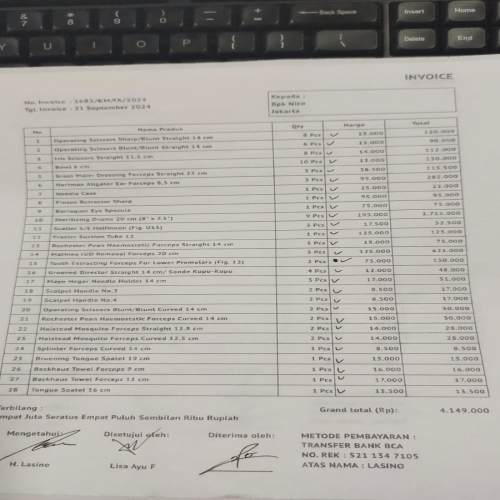 & 7
* 8
( 9
) 0
— -
+ =
Back Space
Insert
Home
Y U I O P { [ } ] | \
Delete
End
INVOICE
No. Invoice : 1685/KM/IX/2024
Tgl. Invoice : 21 September 2024
Kepada :
Bpk Nico
Jakarta
No Nama Produk Qty Harga Total
1 Operating Scissors Sharp/Blunt Straight 14 cm 8 Pcs 15.000 120.000
2 Operating Scissors Blunt/Blunt Straight 14 cm 6 Pcs 15.000 90.000
3 Iris Scissors Straight 11,5 cm 8 Pcs 14.000 112.000
4 Bowl 6 cm 10 Pcs 13.000 130.000
5 Green Maier Dressing Forceps Straight 25 cm 3 Pcs 38.500 115.500
6 Hartman Aligator Ear Forceps 8,5 cm 3 Pcs
7 Needle Case 1 Pcs
8 Finsen Retractor Sharp 1 Pcs 95.000 95.000
9 Barraquer Eye Specula 1 Pcs 75.000 75.000
10 Sterilising Drums 20 cm (8" x 7.5") 9 Pcs 195.000 1.755.000
11 Scaller S/E Halfmoon (Fig. U15) 3 Pcs 17.500 52.500
12 Frazier Suction Tube 12 1 Pcs 125.000 125.000
13 Rochester Pean Haemostatic Forceps Straight 14 cm 5 Pcs 15.000 75.000
14 Mathieu IUD Removal Forceps 20 cm 5 Pcs 125.000 625.000
15 Tooth Extracting Forceps For Lower Premolars (Fig. 13) 2 Pcs 75.000 150.000
16 Grooved Director Straight 14 cm/ Sonde Kupu-Kupu 4 Pcs 12.000 48.000
17 Mayo Hegar Needle Holder 14 cm 3 Pcs 17.000 51.000
18 Scalpel Handle No.3 2 Pcs 8.500 17.000
19 Scalpel Handle No.4 2 Pcs 8.500 17.000
20 Operating Scissors Blunt/Blunt Curved 14 cm 2 Pcs 15.000 30.000
21 Rochester Pean Haemostatic Forceps Curved 14 cm 2 Pcs 15.000 30.000
22 Halstead Mosquito Forceps Straight 12.5 cm 2 Pcs 14.000 28.000
23 Halstead Mosquito Forceps Curved 12.5 cm 2 Pcs 14.000 28.000
24 Splinter Forceps Curved 14 cm 1 Pcs 8.500 8.500
25 Bruening Tongue Spatel 19 cm 1 Pcs 15.000 15.000
26 Backhaus Towel Forceps 9 cm 1 Pcs 16.000 16.000
27 Backhaus Towel Forceps 11 cm 1 Pcs 17.000 17.000
28 Tongue Spatel 16 cm 1 Pcs 13.500 13.500
Terbilang :
Empat Juta Seratus Empat Puluh Sembilan Ribu Rupiah
Grand total (Rp): 4.149.000
Mengetahui: Disetujui oleh: Diterima oleh:
H. Lasino Lisa Ayu F
METODE PEMBAYARAN :
TRANSFER BANK BCA
NO. REK : 521 134 7105
ATAS NAMA : LASINO